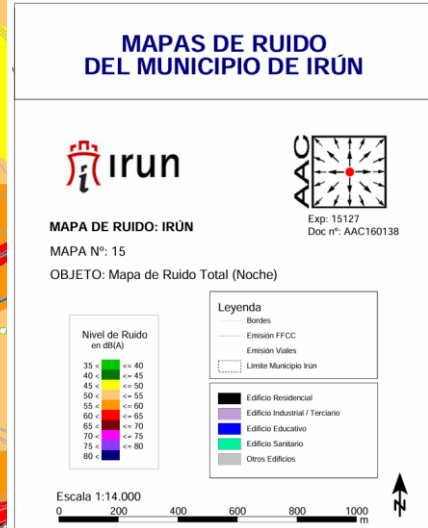 MAPAS DE RUIDO
DEL MUNICIPIO DE IRÚN
irun
AAC
Exp: 15127
Doc nº: AAC160138
MAPA DE RUIDO: IRÚN
MAPA Nº: 15
OBJETO: Mapa de Ruido Total (Noche)
Nivel de Ruido
en dB(A)
35 < <= 40
40 < <= 45
45 < <= 50
50 < <= 55
55 < <= 60
60 < <= 65
65 < <= 70
70 < <= 75
75 < <= 80
80 <
Leyenda
Bordes
Emisión FFCC
Emisión Viales
Límite Municipio Irún
Edificio Residencial
Edificio Industrial / Terciario
Edificio Educativo
Edificio Sanitario
Otros Edificios
Escala 1:14.000
0 200 400 600 800 1000
m
N